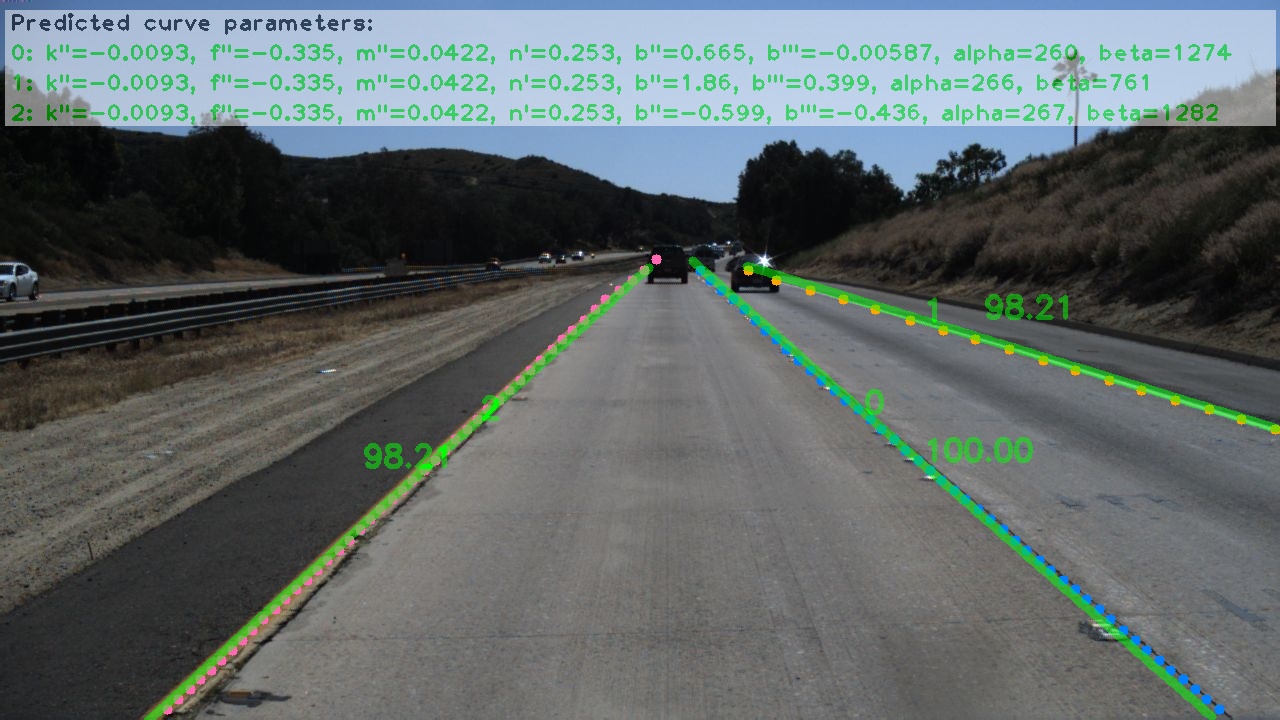 Predicted curve parameters:
0: k"=-0.0093, f"=-0.335, m"=0.0422, n'=0.253, b"=0.665, b'''=-0.00587, alpha=260, beta=1274
1: k"=-0.0093, f"=-0.335, m"=0.0422, n'=0.253, b"=1.86, b'''=0.399, alpha=266, beta=761
2: k"=-0.0093, f"=-0.335, m"=0.0422, n'=0.253, b"=-0.599, b'''=-0.436, alpha=267, beta=1282
1 98.21
2 0
98.21 100.00